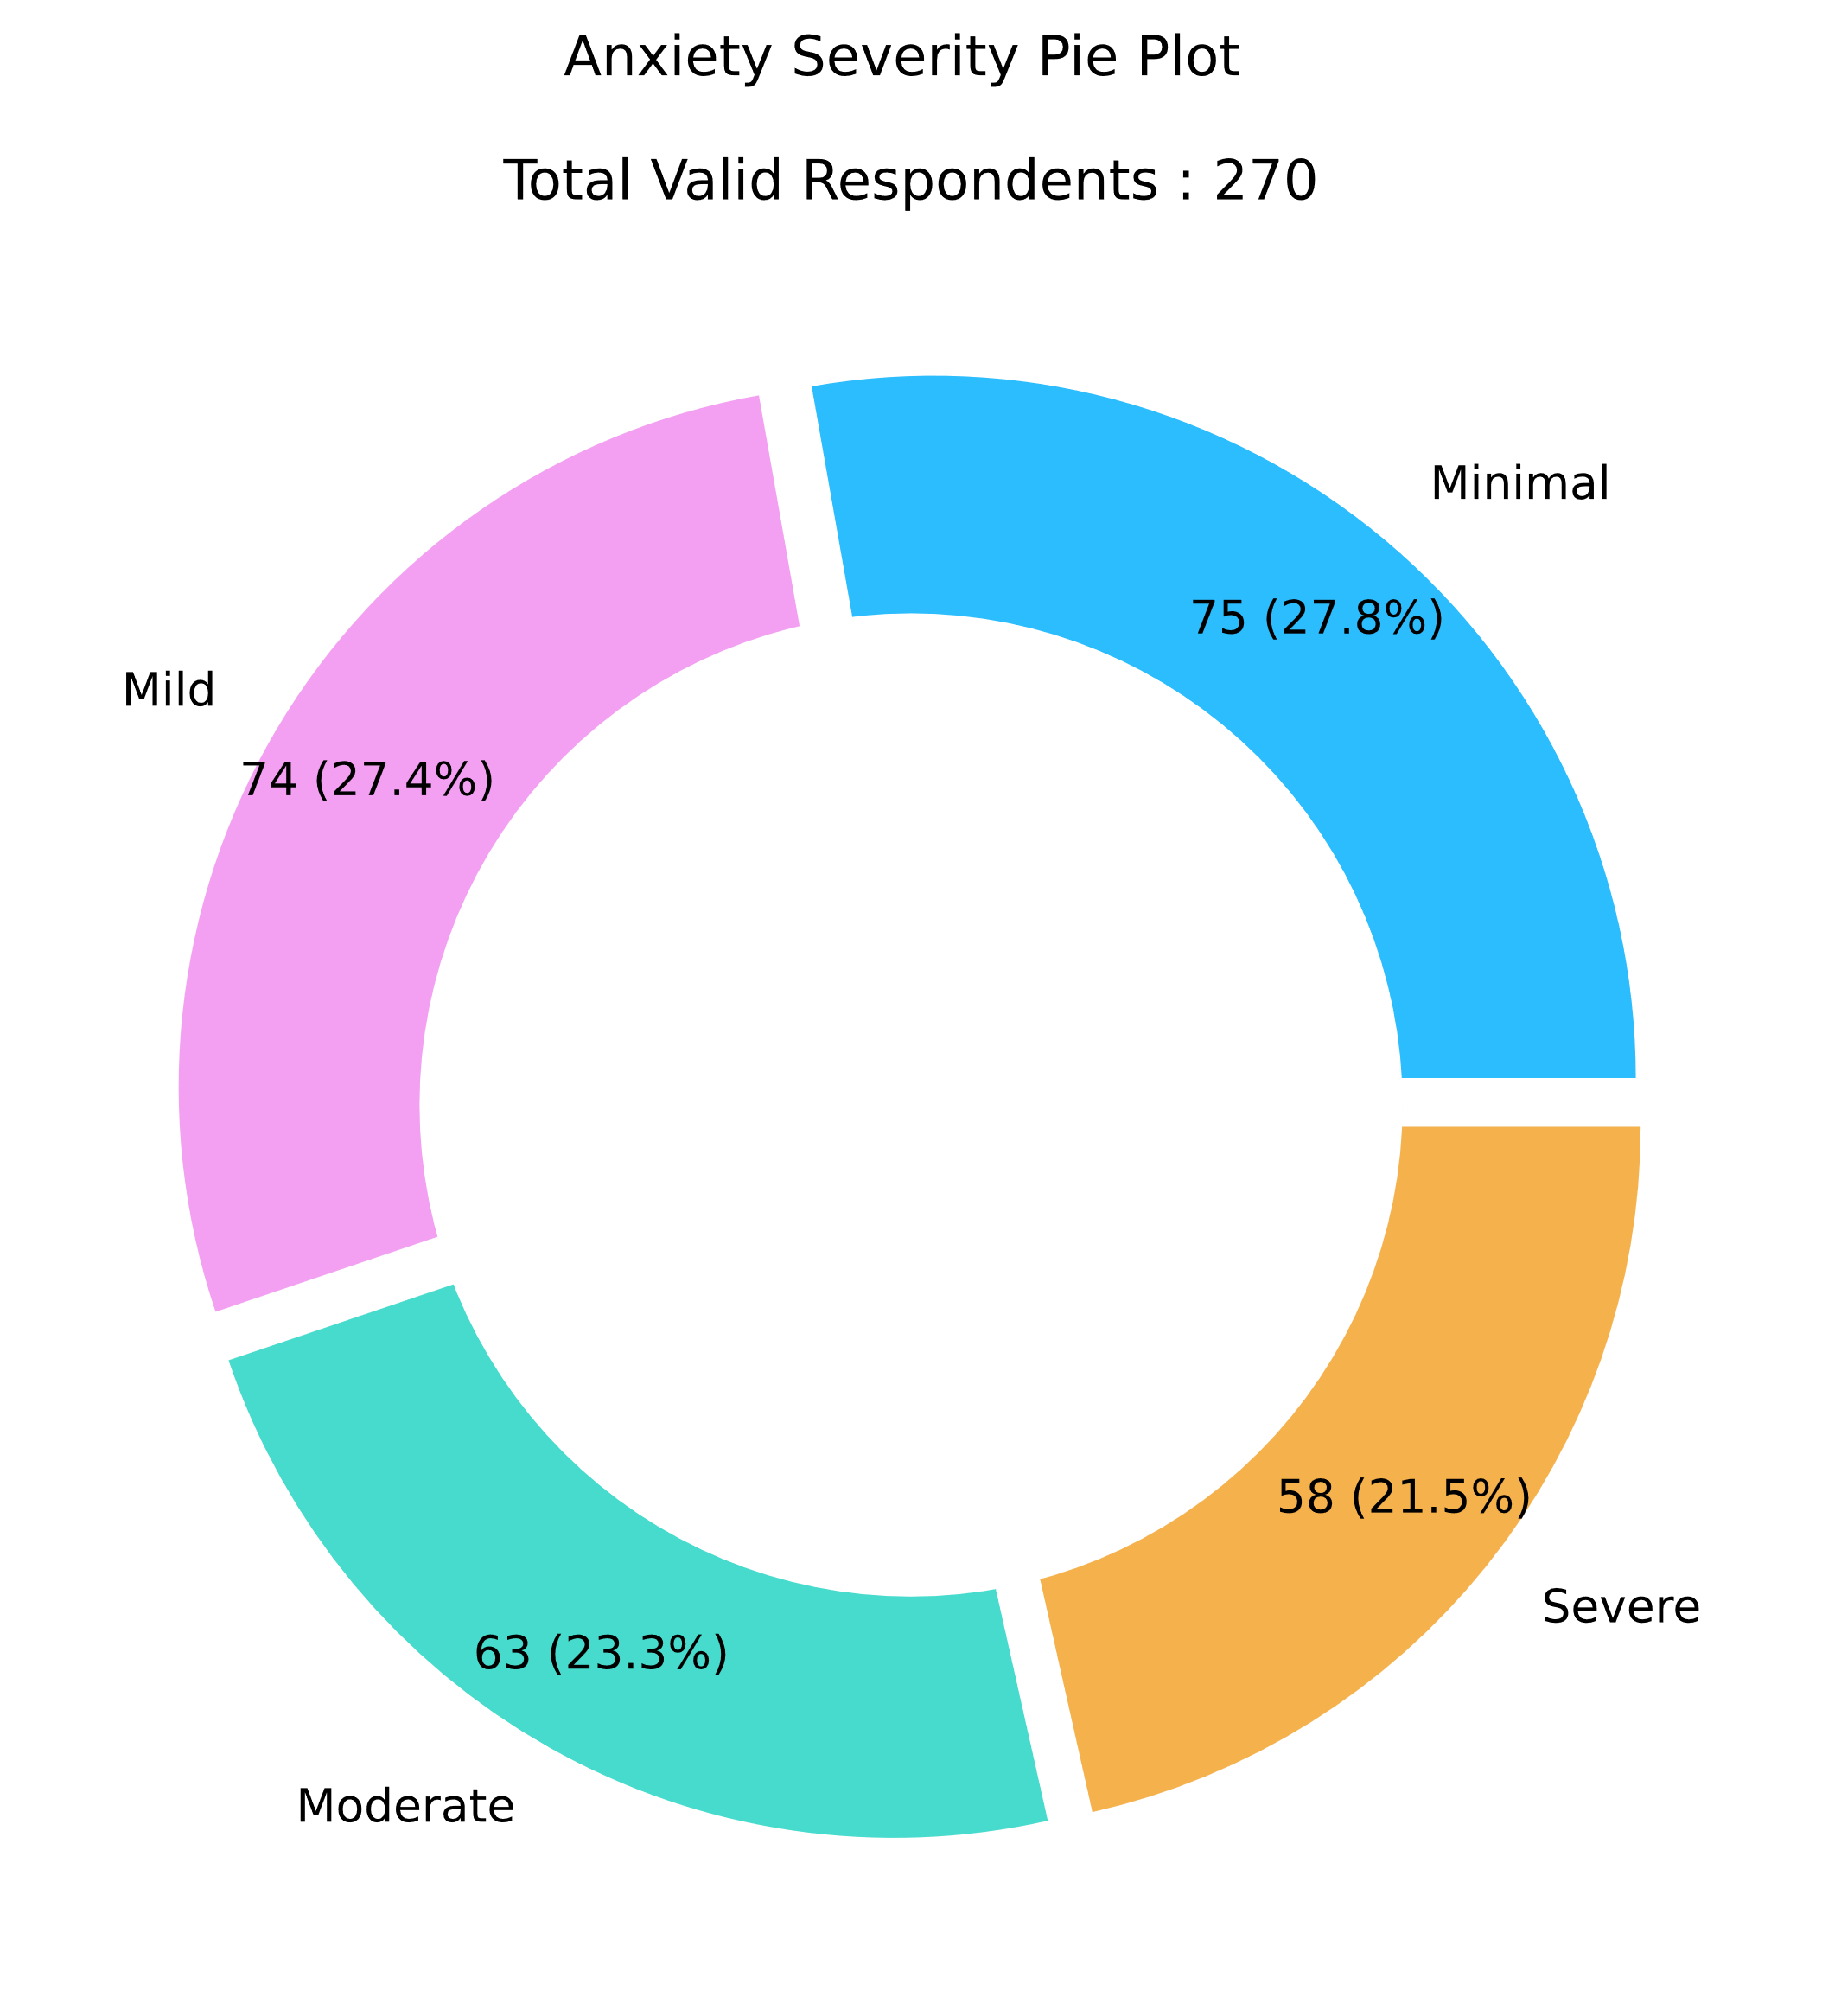 Anxiety Severity Pie Plot
Total Valid Respondents : 270
Minimal
75 (27.8%)
Mild
74 (27.4%)
58 (21.5%)
Severe
63 (23.3%)
Moderate